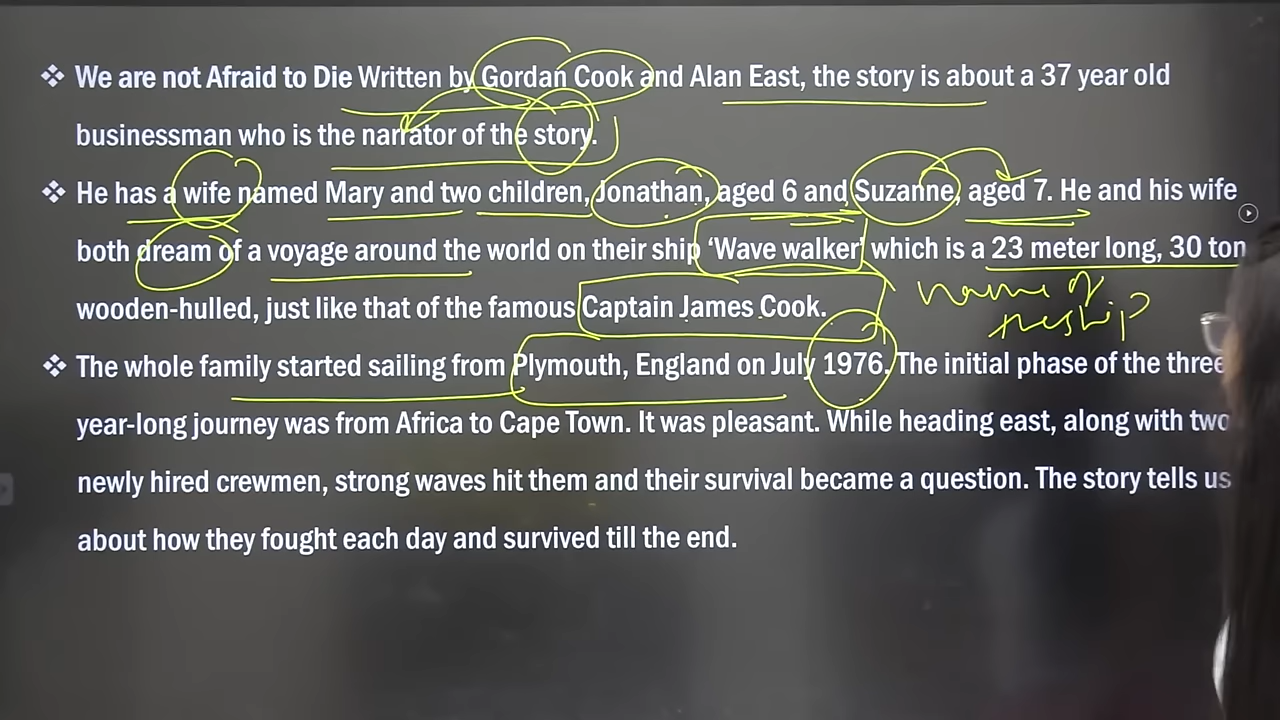 ❖ We are not Afraid to Die Written by Gordan Cook and Alan East, the story is about a 37 year old
businessman who is the narrator of the story.
❖ He has a wife named Mary and two children, Jonathan, aged 6 and Suzanne, aged 7. He and his wife
both dream of a voyage around the world on their ship ‘Wave walker’ which is a 23 meter long, 30 ton
wooden-hulled, just like that of the famous Captain James Cook.
name of
the ship
❖ The whole family started sailing from Plymouth, England on July 1976. The initial phase of the three
year-long journey was from Africa to Cape Town. It was pleasant. While heading east, along with two
newly hired crewmen, strong waves hit them and their survival became a question. The story tells us
about how they fought each day and survived till the end.